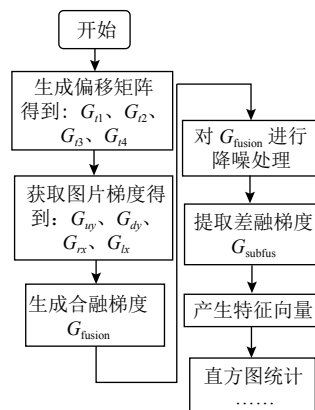 开始
生成偏移矩阵
得到：G_{t1}、G_{t2}、
G_{t3}、G_{t4}
获取图片梯度得
到：G_{uy}、G_{dy}、
G_{rx}、G_{lx}
生成合融梯度
G_{fusion}
对 G_{fusion} 进行
降噪处理
提取差融梯度
G_{subfus}
产生特征向量
直方图统计
……